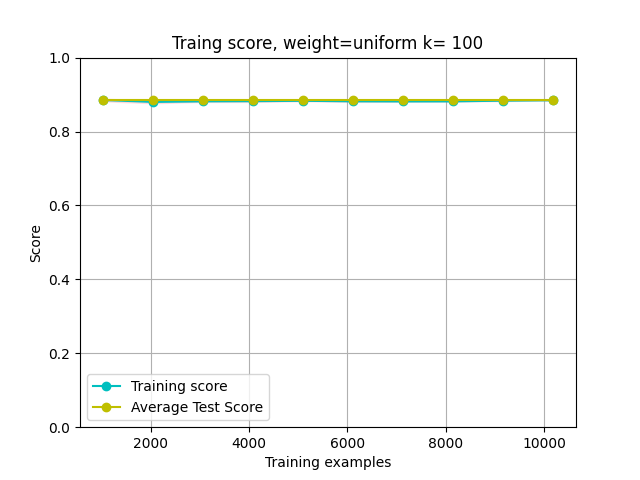 Traing score, weight=uniform k= 100
1.0
0.8
0.6
0.4
0.2
0.0
Score
Training score
Average Test Score
2000 4000 6000 8000 10000
Training examples